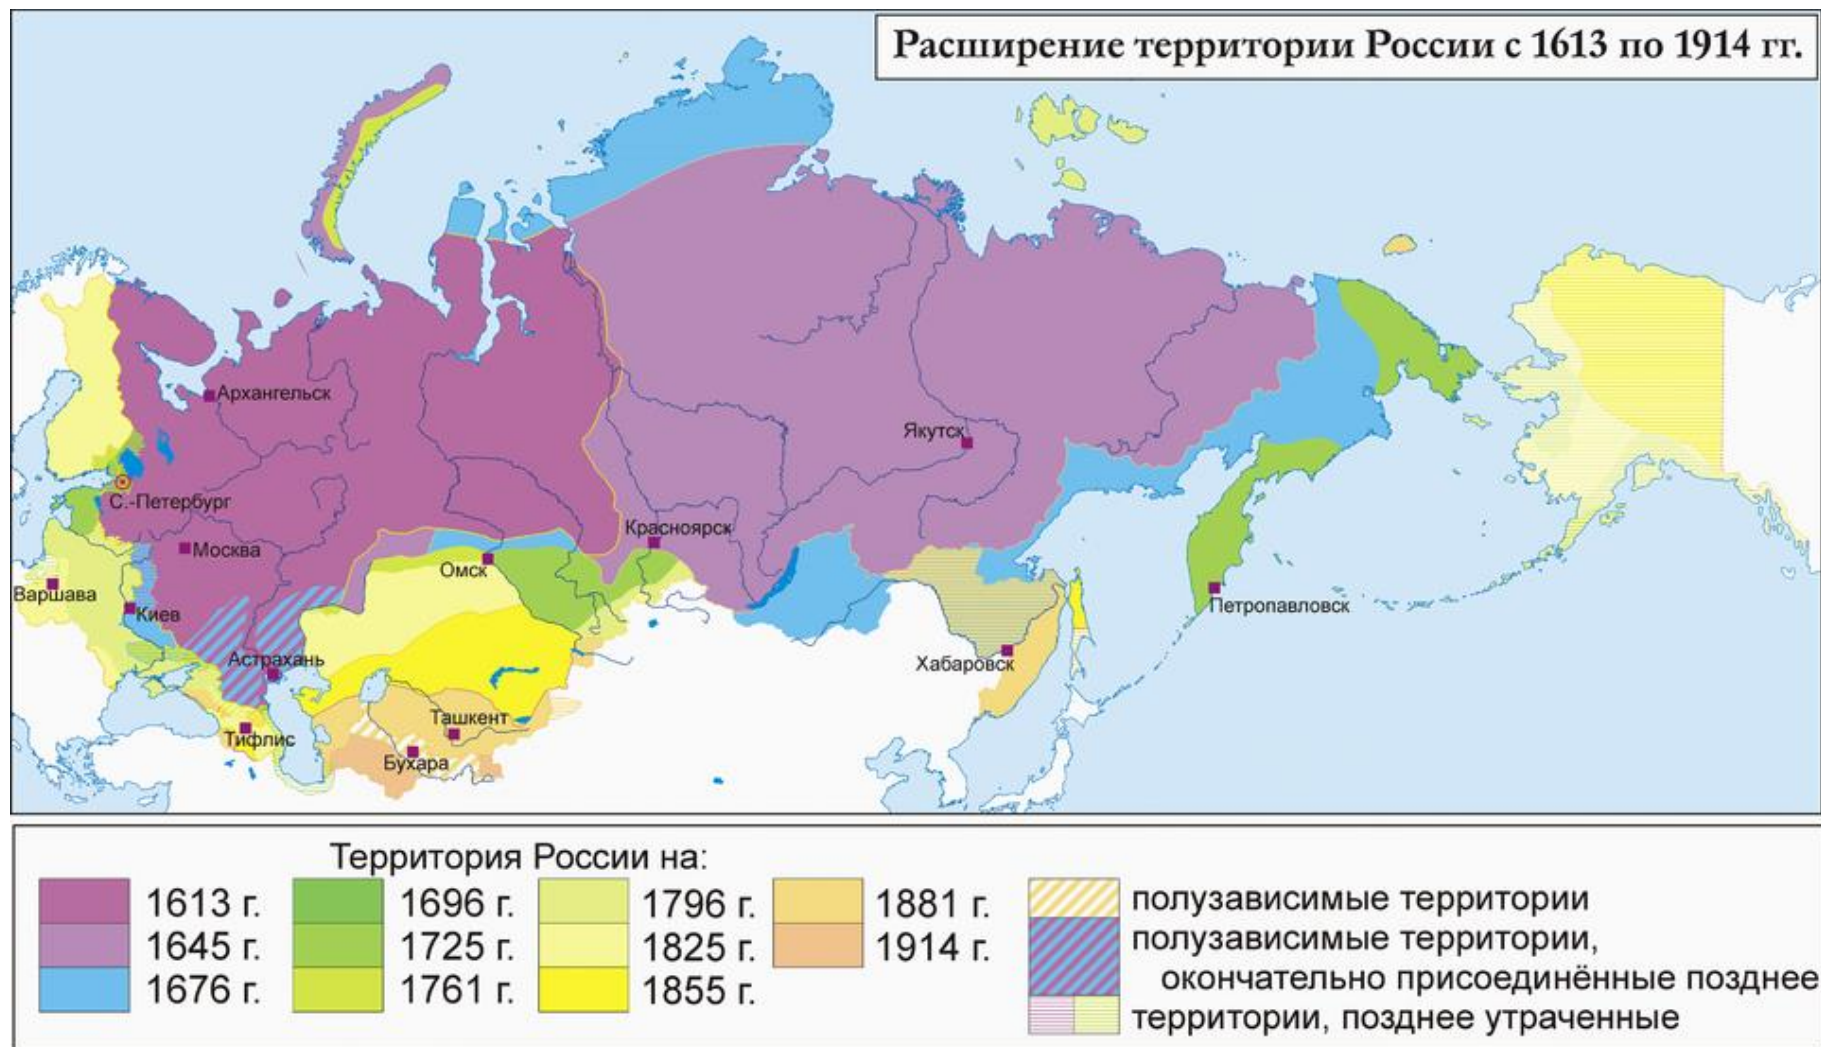 Расширение территории России с 1613 по 1914 гг.
Архангельск
Якутск
С.-Петербург
Красноярск
Москва
Омск
Варшава
Киев
Петропавловск
Астрахань
Хабаровск
Ташкент
Тифлис
Бухара
Территория России на:
1613 г.
1645 г.
1676 г.
1696 г.
1725 г.
1761 г.
1796 г.
1825 г.
1855 г.
1881 г.
1914 г.
полузависимые территории
полузависимые территории,
окончательно присоединённые позднее
территории, позднее утраченные